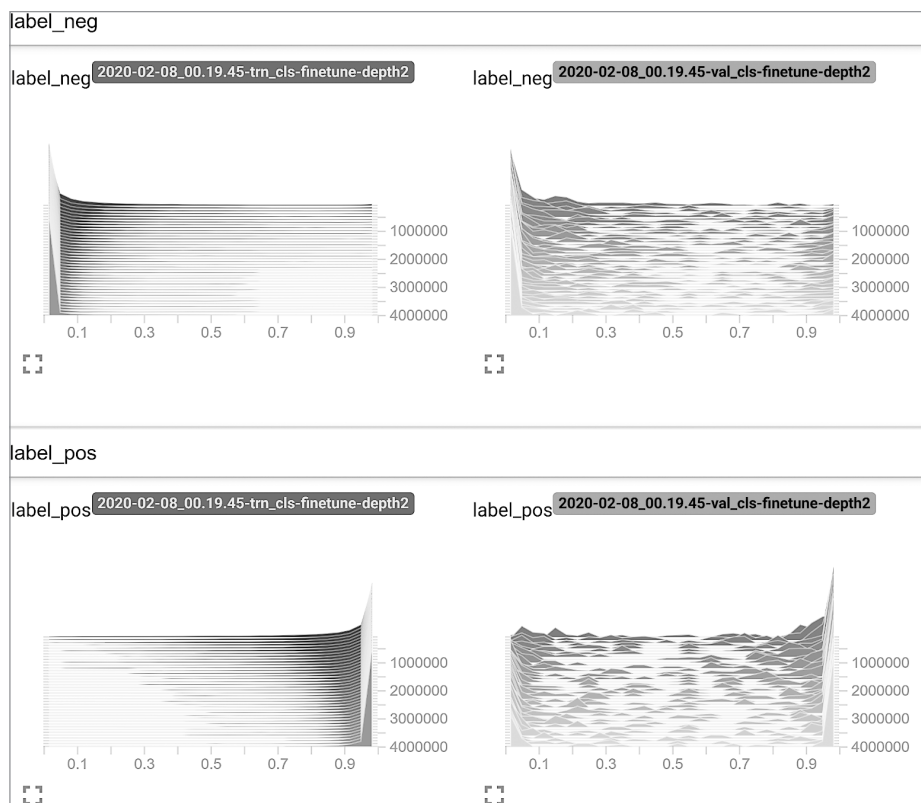 label_neg
label_neg 2020-02-08_00.19.45-trn_cls-finetune-depth2
label_neg 2020-02-08_00.19.45-val_cls-finetune-depth2
1000000
2000000
3000000
4000000
0.1 0.3 0.5 0.7 0.9
1000000
2000000
3000000
4000000
0.1 0.3 0.5 0.7 0.9
label_pos
label_pos 2020-02-08_00.19.45-trn_cls-finetune-depth2
label_pos 2020-02-08_00.19.45-val_cls-finetune-depth2
1000000
2000000
3000000
4000000
0.1 0.3 0.5 0.7 0.9
1000000
2000000
3000000
4000000
0.1 0.3 0.5 0.7 0.9